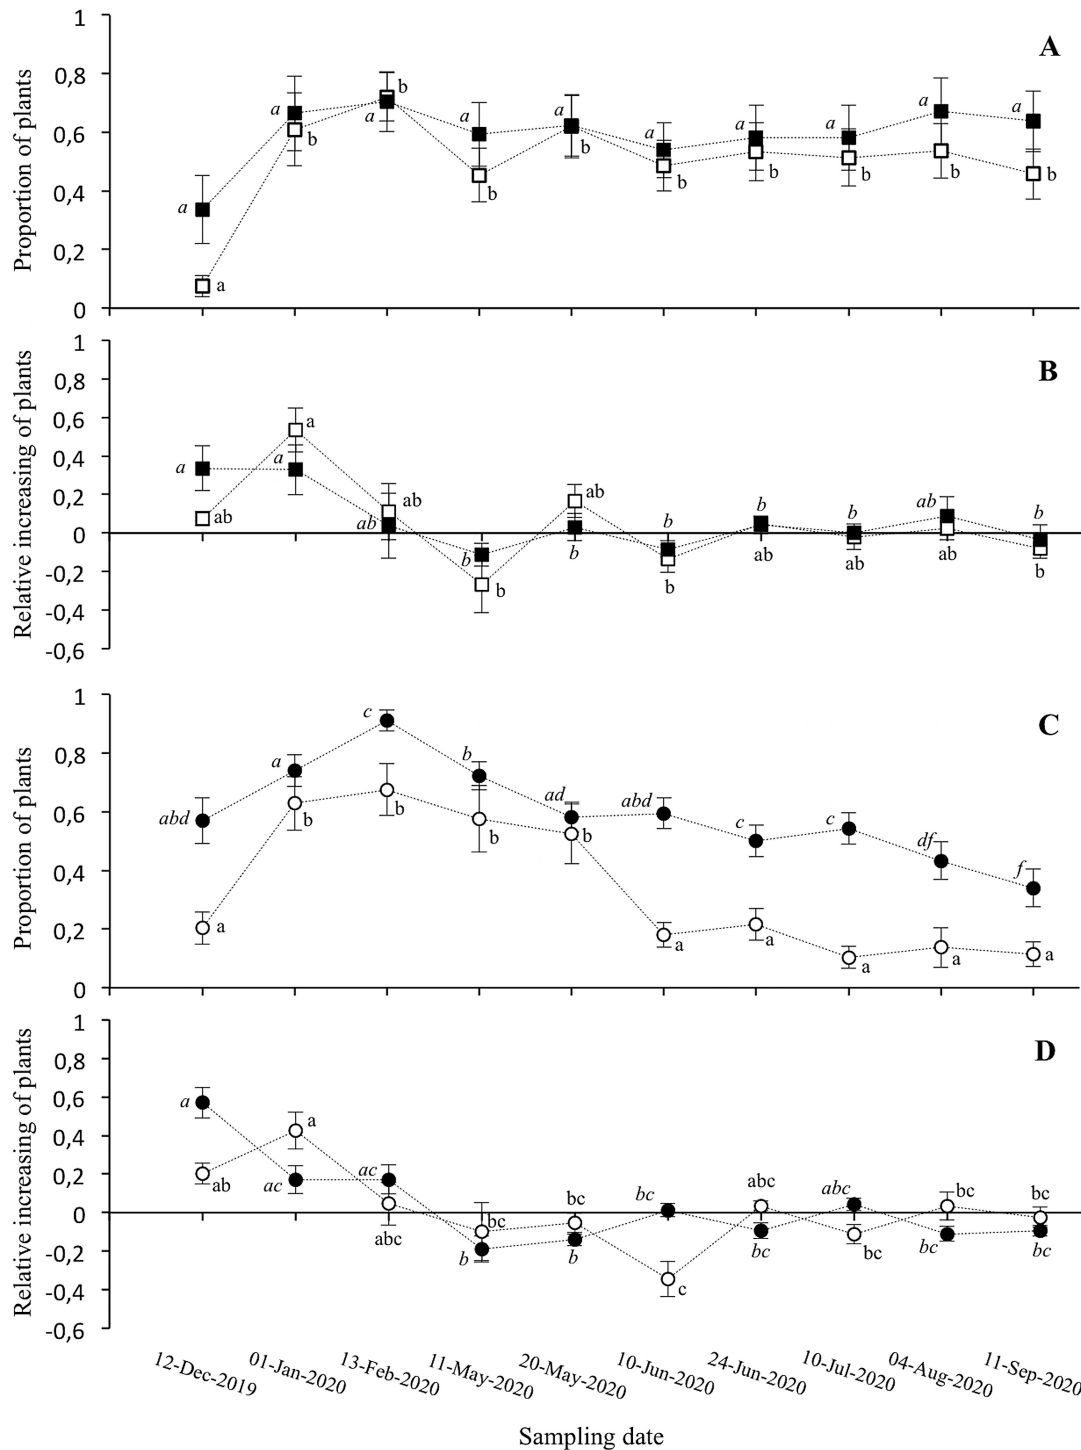 A
Proportion of plants
1
0,8
0,6
0,4
0,2
0
a a a a a a a a a a
a b b b b b b b b b
B
Relative increasing of plants
1
0,8
0,6
0,4
0,2
0
-0,2
-0,4
-0,6
a a ab b b b b b ab b
ab a ab b ab b ab ab ab b
C
Proportion of plants
1
0,8
0,6
0,4
0,2
0
abd a c b ad abd c c df f
a b b b b a a a a a
D
Relative increasing of plants
1
0,8
0,6
0,4
0,2
0
-0,2
-0,4
-0,6
a ac ac b b bc bc abc bc bc
ab a abc bc bc c abc bc bc bc
12-Dec-2019
01-Jan-2020
13-Feb-2020
11-May-2020
20-May-2020
10-Jun-2020
24-Jun-2020
10-Jul-2020
04-Aug-2020
11-Sep-2020
Sampling date